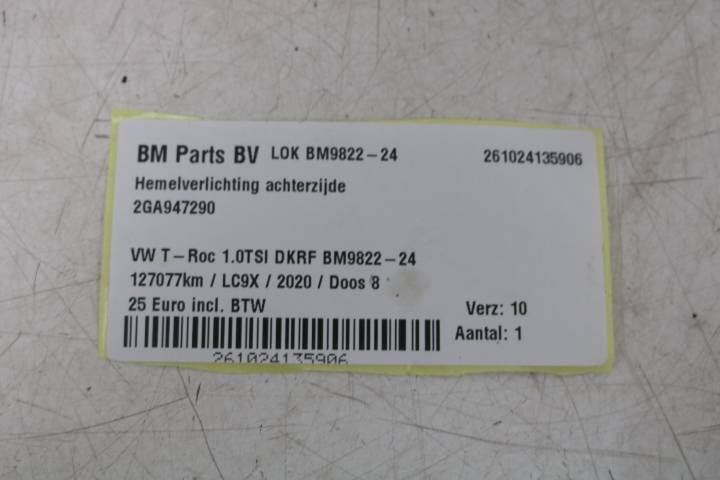 BM Parts BV LOK BM9822-24 261024135906
Hemelverlichting achterzijde
2GA947290
VW T-Roc 1.0TSI DKRF BM9822-24
127077km / LC9X / 2020 / Doos 8
25 Euro incl. BTW Verz: 10
Aantal: 1
261024135906